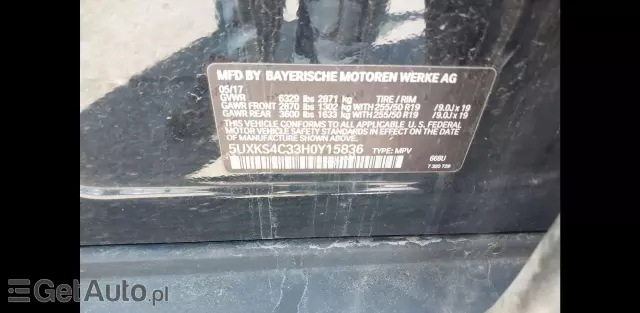 MFD BY BAYERISCHE MOTOREN WERKE AG
05/17
GVWR 6329 lbs 2871 kg TIRE / RIM
GAWR FRONT 2870 lbs 1302 kg WITH 255/50 R19 /9.0J x 19
GAWR REAR 3600 lbs 1633 kg WITH 255/50 R19 /9.0J x 19
THIS VEHICLE CONFORMS TO ALL APPLICABLE U. S. FEDERAL
MOTOR VEHICLE SAFETY STANDARDS IN EFFECT
ON THE DATE OF MANUFACTURE SHOWN ABOVE.
5UXKS4C33H0Y15836 TYPE: MPV
668U
7 320 729
GetAuto.pl